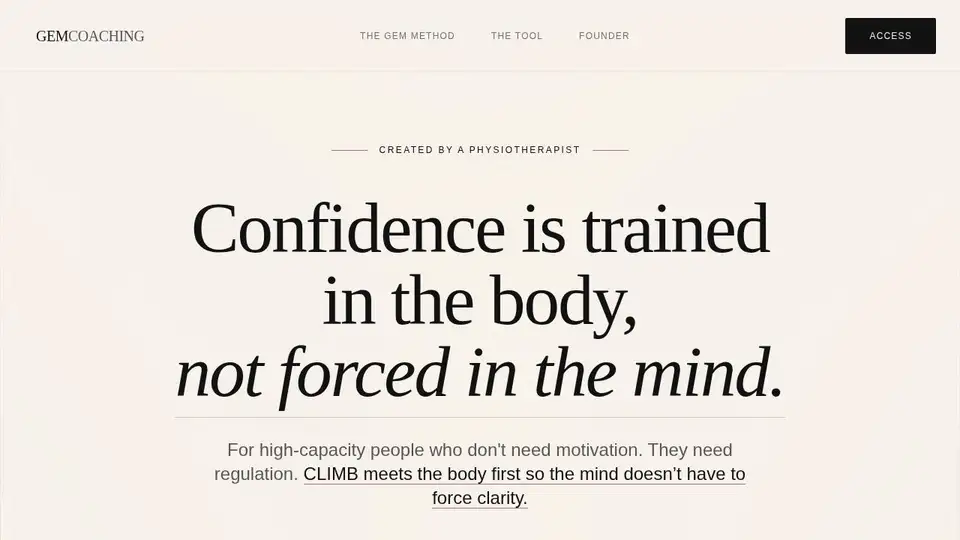 GEMCOACHING
THE GEM METHOD
THE TOOL
FOUNDER
ACCESS
CREATED BY A PHYSIOTHERAPIST
Confidence is trained
in the body,
not forced in the mind.
For high-capacity people who don't need motivation. They need
regulation. CLIMB meets the body first so the mind doesn’t have to
force clarity.